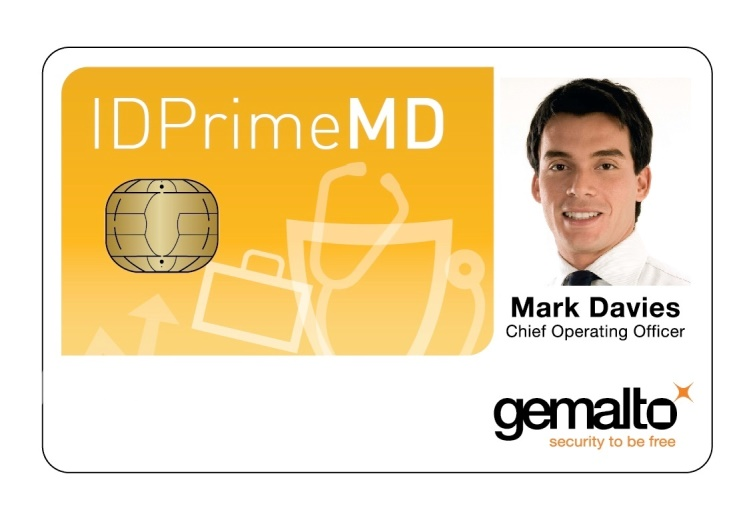 IDPrimeMD
Mark Davies
Chief Operating Officer
gemalto
security to be free